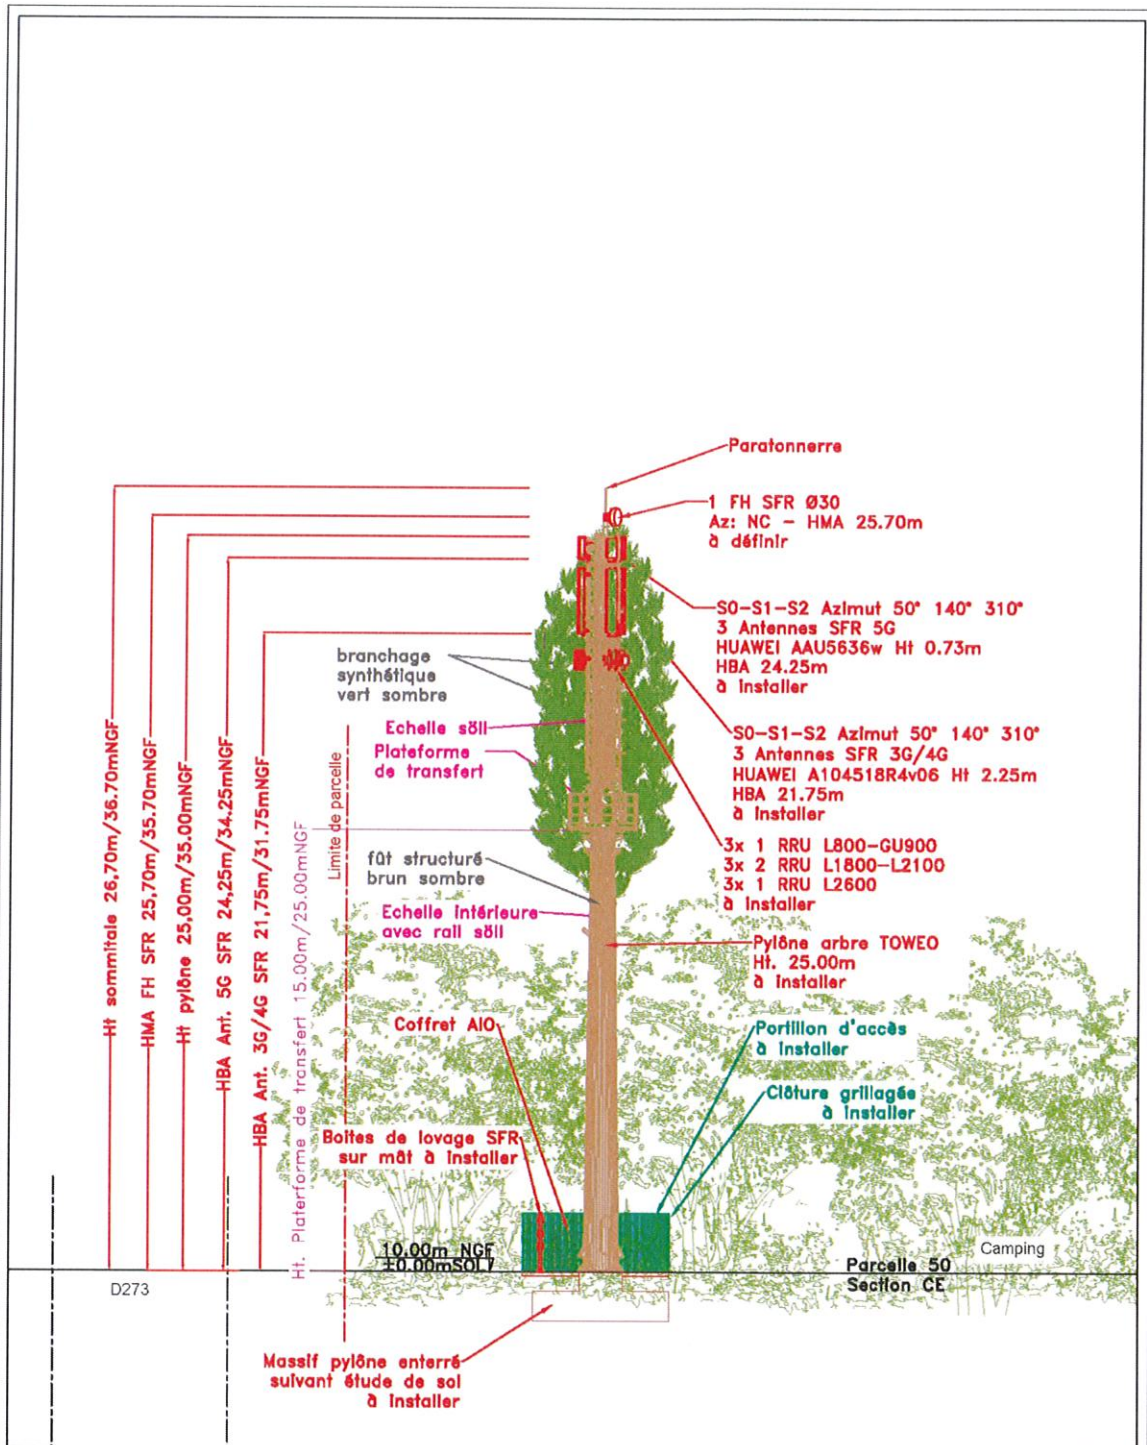 Paratonnerre
1 FH SFR Ø30
Az: NC - HMA 25.70m
à définir
S0-S1-S2 Azimut 50° 140° 310°
3 Antennes SFR 5G
HUAWEI AAU5636w Ht 0.73m
HBA 24.25m
à installer
S0-S1-S2 Azimut 50° 140° 310°
3 Antennes SFR 3G/4G
HUAWEI A104518R4v06 Ht 2.25m
HBA 21.75m
à installer
3x 1 RRU L800-GU900
3x 2 RRU L1800-L2100
3x 1 RRU L2600
à installer
Pylône arbre TOWEO
Ht. 25.00m
à installer
branchage
synthétique
vert sombre
Echelle söll
Plateforme
de transfert
fût structuré
brun sombre
Echelle intérieure
avec rail söll
Ht sommitale 26,70m/36.70mNGF
HMA FH SFR 25,70m/35.70mNGF
Ht pylône 25,00m/35.00mNGF
HBA Ant. 5G SFR 24,25m/34.25mNGF
HBA Ant. 3G/4G SFR 21,75m/31.75mNGF
Ht. Platerforme de transfert 15.00m/25.00mNGF
Limite de parcelle
Coffret AIO
Portillon d'accès
à installer
Clôture grillagée
à installer
Boites de lovage SFR
sur mât à installer
10.00m NGF
±0.00mSOL
Camping
Parcelle 50
Section CE
D273
Massif pylône enterré
suivant étude de sol
à installer